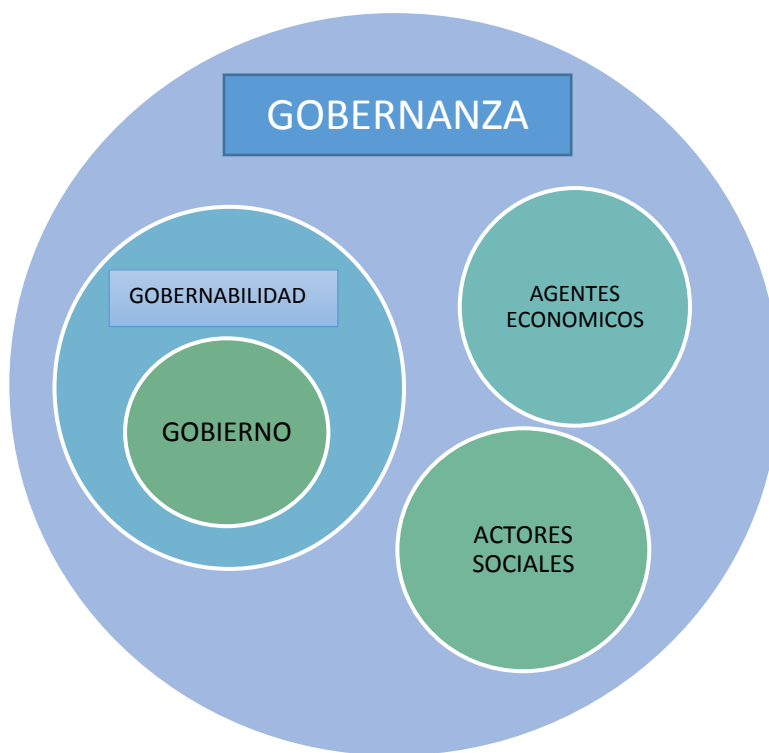 GOBERNANZA
GOBERNABILIDAD
GOBIERNO
AGENTES
ECONOMICOS
ACTORES
SOCIALES